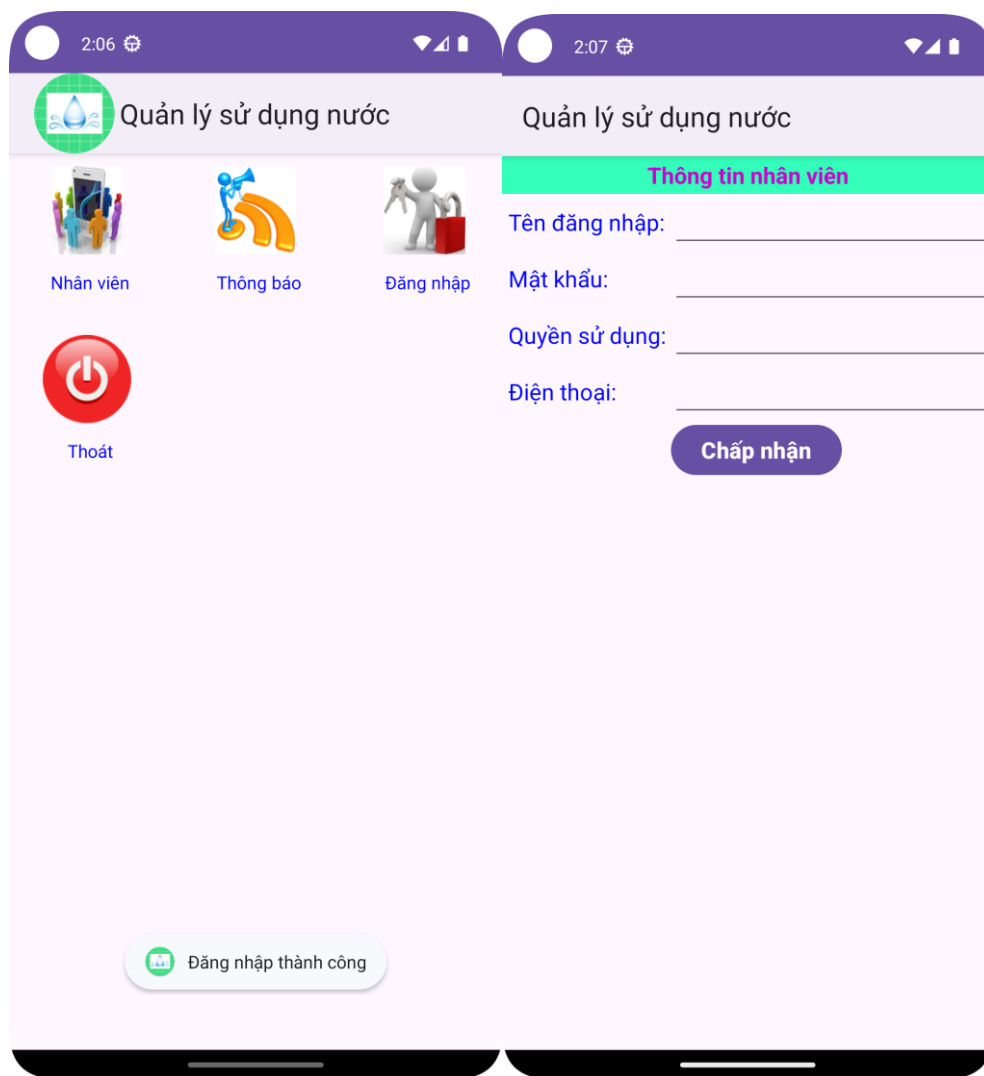 2:06
Quản lý sử dụng nước
Nhân viên
Thông báo
Đăng nhập
Thoát
Đăng nhập thành công
2:07
Quản lý sử dụng nước
Thông tin nhân viên
Tên đăng nhập:
Mật khẩu:
Quyền sử dụng:
Điện thoại:
Chấp nhận